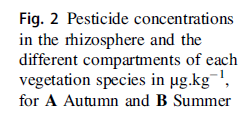 Fig. 2 Pesticide concentrations
in the rhizosphere and the
different compartments of each
vegetation species in µg.kg⁻¹,
for A Autumn and B Summer